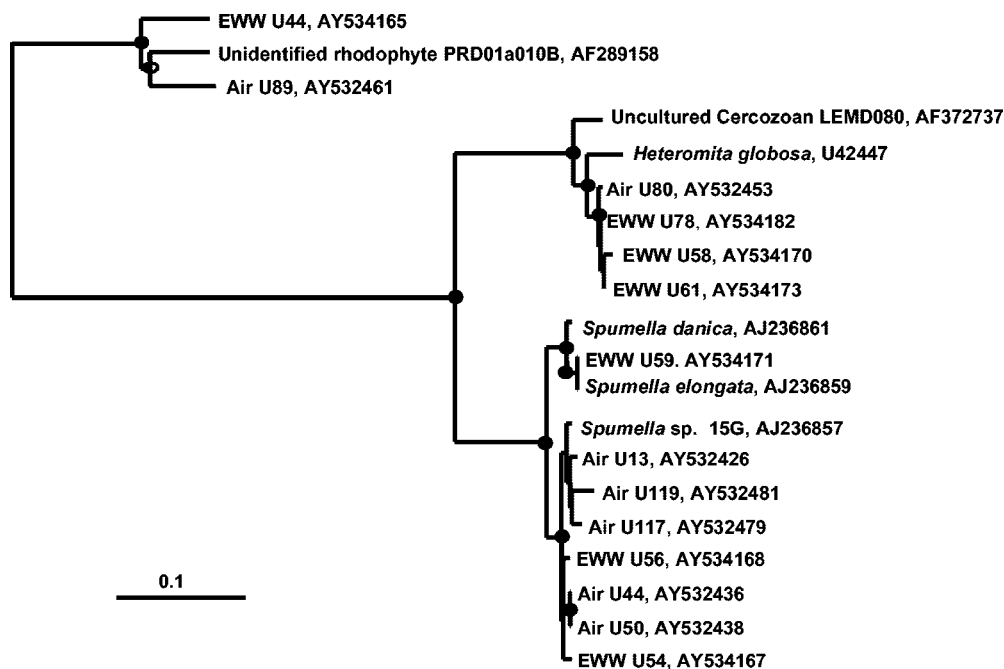 EWW U44, AY534165
Unidentified rhodophyte PRD01a010B, AF289158
Air U89, AY532461
Uncultured Cercozoan LEMD080, AF372737
Heteromita globosa, U42447
Air U80, AY532453
EWW U78, AY534182
EWW U58, AY534170
EWW U61, AY534173
Spumella danica, AJ236861
EWW U59. AY534171
Spumella elongata, AJ236859
Spumella sp. 15G, AJ236857
Air U13, AY532426
Air U119, AY532481
Air U117, AY532479
EWW U56, AY534168
Air U44, AY532436
Air U50, AY532438
EWW U54, AY534167
0.1